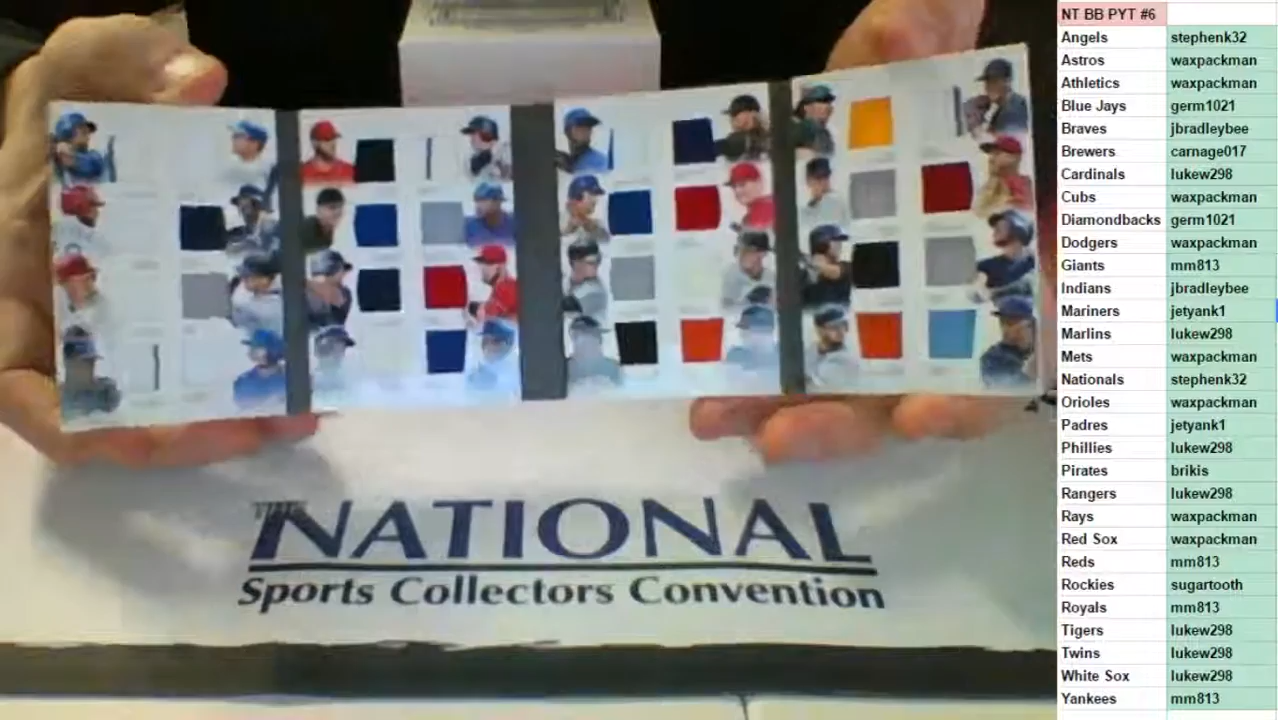 NT BB PYT #6
Angels stephenk32
Astros waxpackman
Athletics waxpackman
Blue Jays germ1021
Braves jbradleybee
Brewers carnage017
Cardinals lukew298
Cubs waxpackman
Diamondbacks germ1021
Dodgers waxpackman
Giants mm813
Indians jbradleybee
Mariners jetyank1
Marlins lukew298
Mets waxpackman
Nationals stephenk32
Orioles waxpackman
Padres jetyank1
Phillies lukew298
Pirates brikis
Rangers lukew298
Rays waxpackman
Red Sox waxpackman
Reds mm813
Rockies sugartooth
Royals mm813
Tigers lukew298
Twins lukew298
White Sox lukew298
Yankees mm813
THE NATIONAL
Sports Collectors Convention